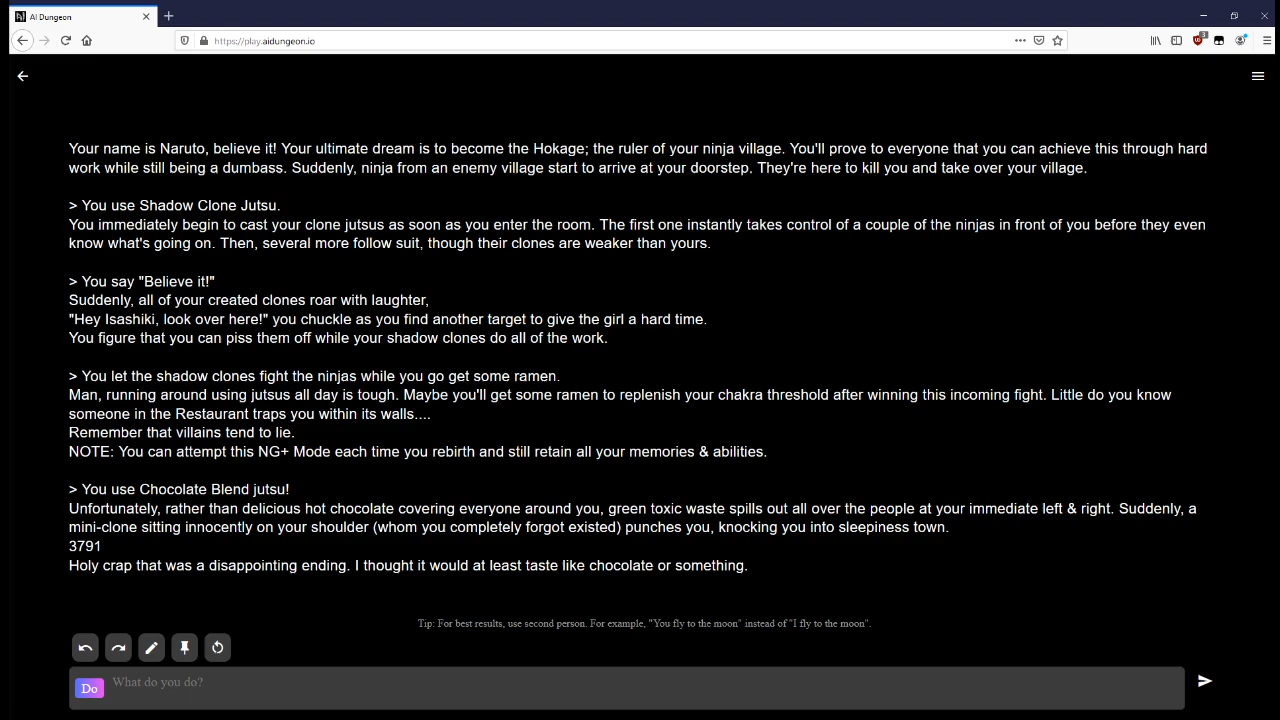 AI Dungeon
https://play.aidungeon.io
3
Your name is Naruto, believe it! Your ultimate dream is to become the Hokage; the ruler of your ninja village. You'll prove to everyone that you can achieve this through hard
work while still being a dumbass. Suddenly, ninja from an enemy village start to arrive at your doorstep. They're here to kill you and take over your village.
> You use Shadow Clone Jutsu.
You immediately begin to cast your clone jutsus as soon as you enter the room. The first one instantly takes control of a couple of the ninjas in front of you before they even
know what's going on. Then, several more follow suit, though their clones are weaker than yours.
> You say "Believe it!"
Suddenly, all of your created clones roar with laughter,
"Hey Isashiki, look over here!" you chuckle as you find another target to give the girl a hard time.
You figure that you can piss them off while your shadow clones do all of the work.
> You let the shadow clones fight the ninjas while you go get some ramen.
Man, running around using jutsus all day is tough. Maybe you'll get some ramen to replenish your chakra threshold after winning this incoming fight. Little do you know
someone in the Restaurant traps you within its walls....
Remember that villains tend to lie.
NOTE: You can attempt this NG+ Mode each time you rebirth and still retain all your memories & abilities.
> You use Chocolate Blend jutsu!
Unfortunately, rather than delicious hot chocolate covering everyone around you, green toxic waste spills out all over the people at your immediate left & right. Suddenly, a
mini-clone sitting innocently on your shoulder (whom you completely forgot existed) punches you, knocking you into sleepiness town.
3791
Holy crap that was a disappointing ending. I thought it would at least taste like chocolate or something.
Tip: For best results, use second person. For example, "You fly to the moon" instead of "I fly to the moon".
Do What do you do?